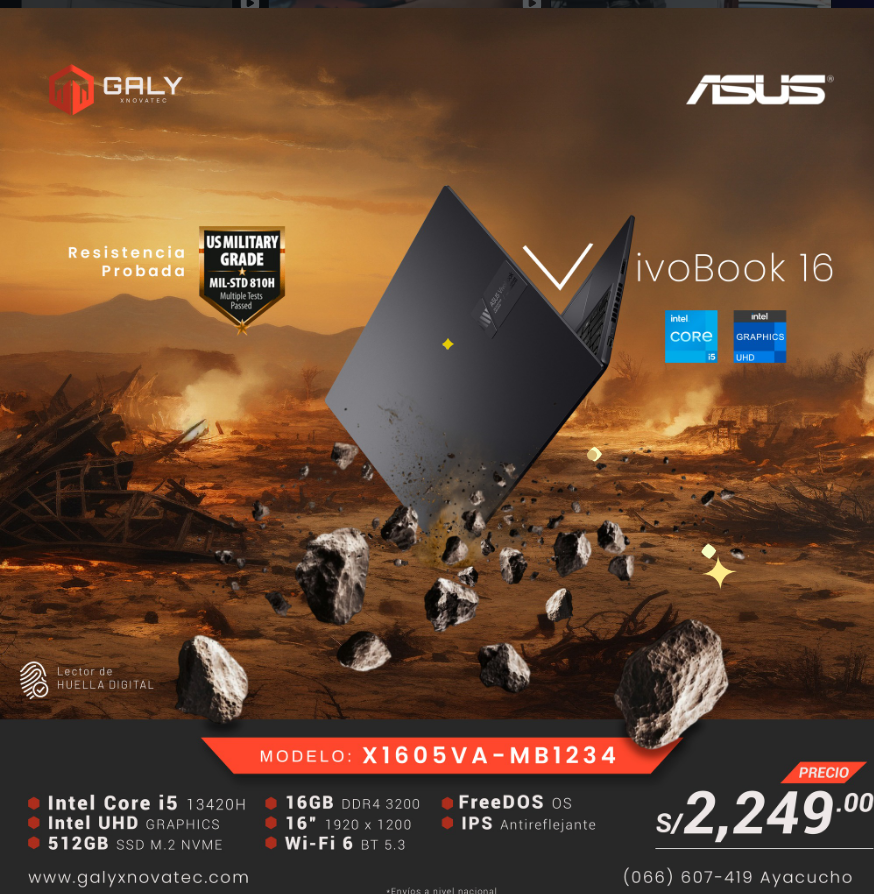 GALY
XNOVATEC
ASUS®
Resistencia
Probada
US MILITARY
GRADE
MIL-STD 810H
Multiple Tests
Passed
VivoBook 16
intel
CORE
i5
intel
GRAPHICS
UHD
Lector de
HUELLA DIGITAL
MODELO: X1605VA-MB1234
Intel Core i5 13420H
Intel UHD GRAPHICS
512GB SSD M.2 NVME
16GB DDR4 3200
16" 1920 x 1200
Wi-Fi 6 BT 5.3
FreeDOS OS
IPS Antireflejante
PRECIO
S/2,249.00
www.galyxnovatec.com
(066) 607-419 Ayacucho
*Envios a nivel nacional